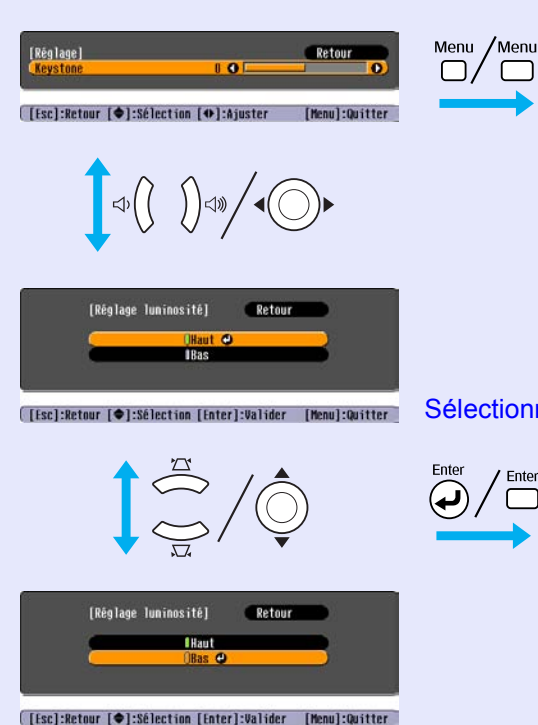 [Réglage] Retour
Keystone 0
[Esc]:Retour [◆]:Sélection [◀▶]:Ajuster [Menu]:Quitter
Menu Menu
[Réglage luminosité] Retour
Haut
Bas
[Esc]:Retour [◆]:Sélection [Enter]:Valider [Menu]:Quitter
Sélectionn
Enter Enter
[Réglage luminosité] Retour
Haut
Bas
[Esc]:Retour [◆]:Sélection [Enter]:Valider [Menu]:Quitter